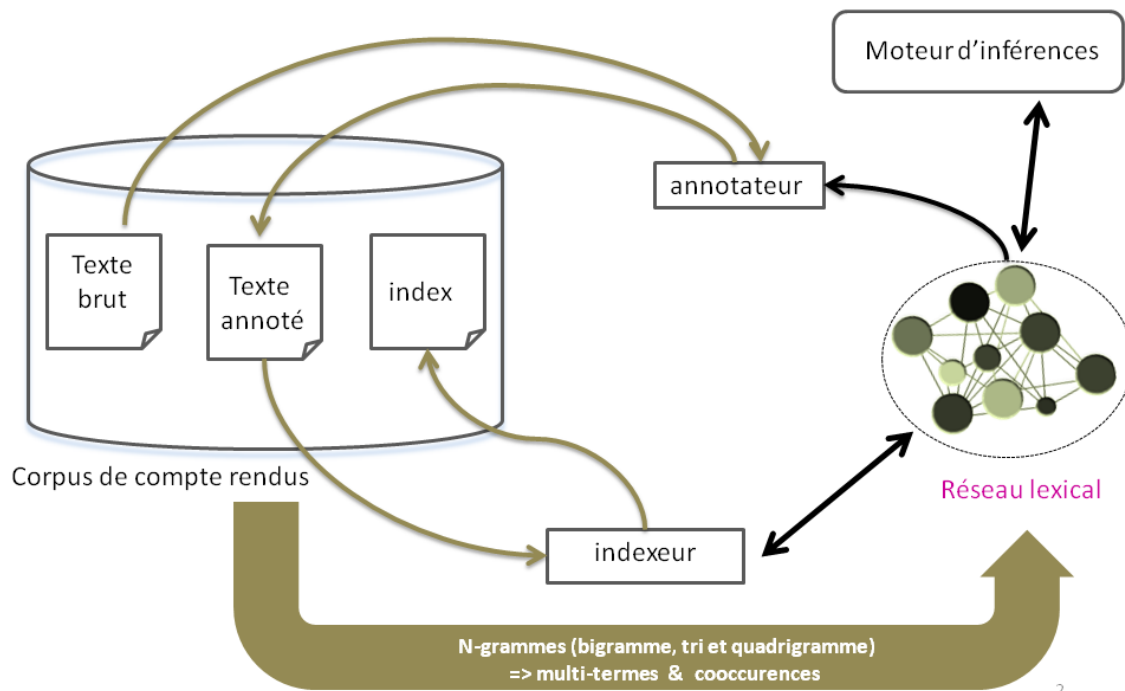 Moteur d'inférences
annotateur
Texte
brut
Texte
annoté
index
Corpus de compte rendus
Réseau lexical
indexeur
N-grammes (bigramme, tri et quadrigramme)
=> multi-termes & cooccurences
2